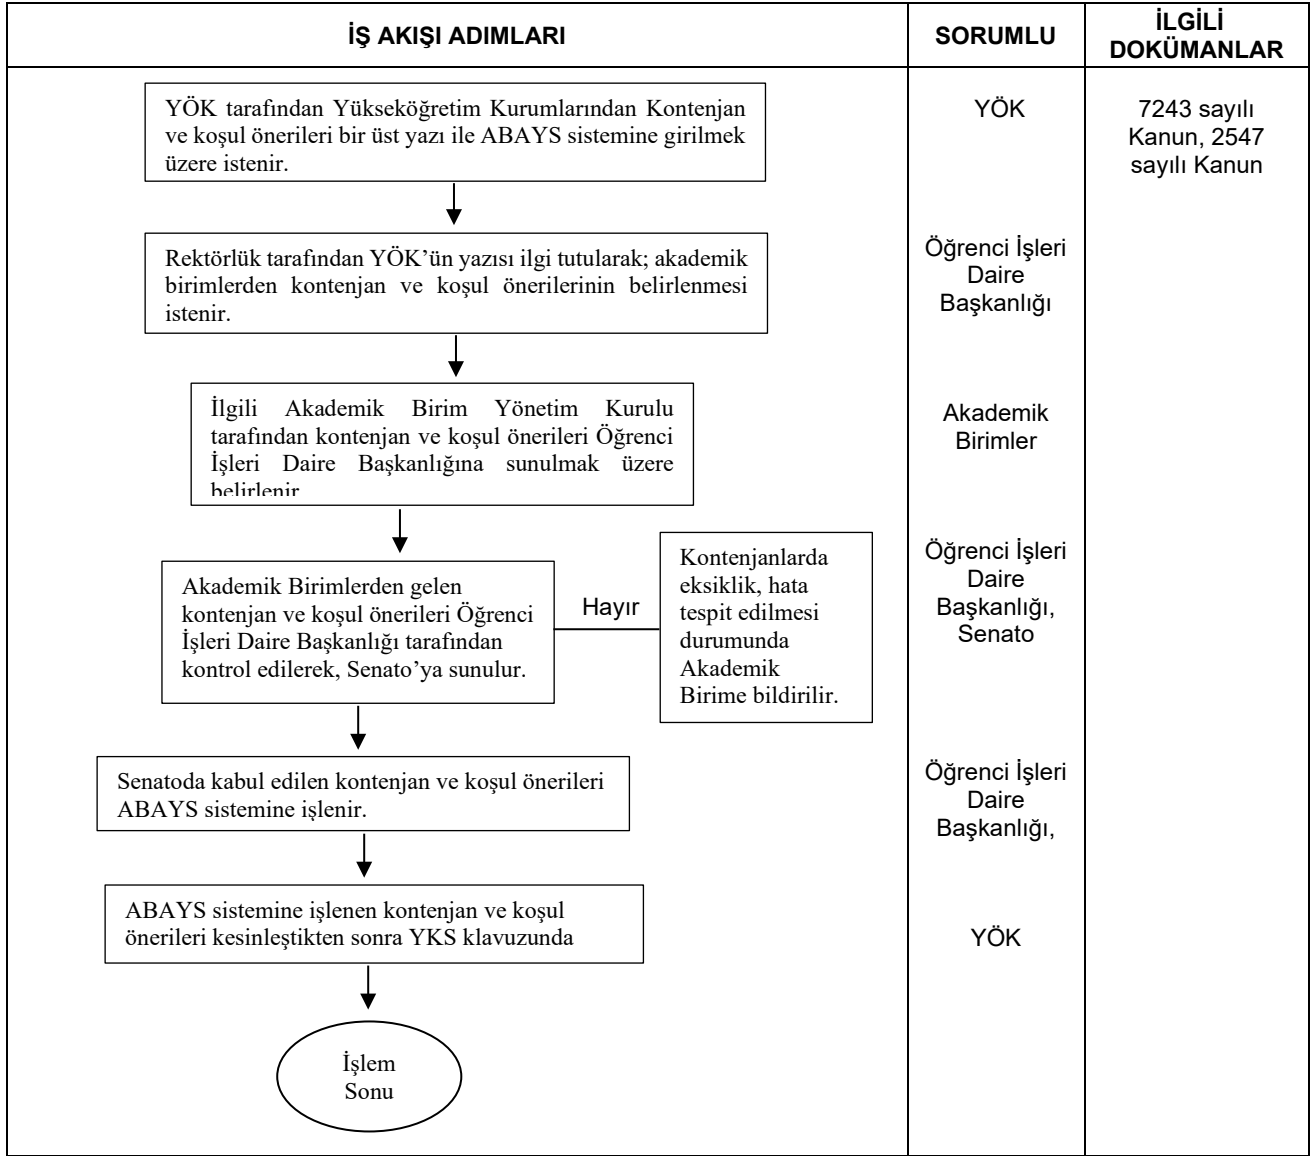 İŞ AKIŞI ADIMLARI
SORUMLU
İLGİLİ
DOKÜMANLAR
YÖK tarafından Yükseköğretim Kurumlarından Kontenjan
ve koşul önerileri bir üst yazı ile ABAYS sistemine girilmek
üzere istenir.
YÖK
7243 sayılı
Kanun, 2547
sayılı Kanun
Rektörlük tarafından YÖK’ün yazısı ilgi tutularak; akademik
birimlerden kontenjan ve koşul önerilerinin belirlenmesi
istenir.
Öğrenci İşleri
Daire
Başkanlığı
İlgili Akademik Birim Yönetim Kurulu
tarafından kontenjan ve koşul önerileri Öğrenci
İşleri Daire Başkanlığına sunulmak üzere
belirlenir
Akademik
Birimler
Akademik Birimlerden gelen
kontenjan ve koşul önerileri Öğrenci
İşleri Daire Başkanlığı tarafından
kontrol edilerek, Senato’ya sunulur.
Hayır
Kontenjanlarda
eksiklik, hata
tespit edilmesi
durumunda
Akademik
Birime bildirilir.
Öğrenci İşleri
Daire
Başkanlığı,
Senato
Senatoda kabul edilen kontenjan ve koşul önerileri
ABAYS sistemine işlenir.
Öğrenci İşleri
Daire
Başkanlığı,
ABAYS sistemine işlenen kontenjan ve koşul
önerileri kesinleştikten sonra YKS klavuzunda
YÖK
İşlem
Sonu